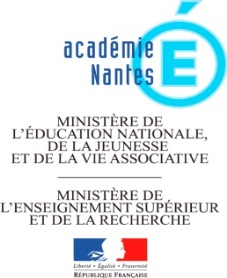 académie
Nantes
É
MINISTÈRE DE
L'ÉDUCATION NATIONALE,
DE LA JEUNESSE
ET DE LA VIE ASSOCIATIVE
MINISTÈRE DE
L'ENSEIGNEMENT SUPÉRIEUR
ET DE LA RECHERCHE
Liberté • Égalité • Fraternité
RÉPUBLIQUE FRANÇAISE